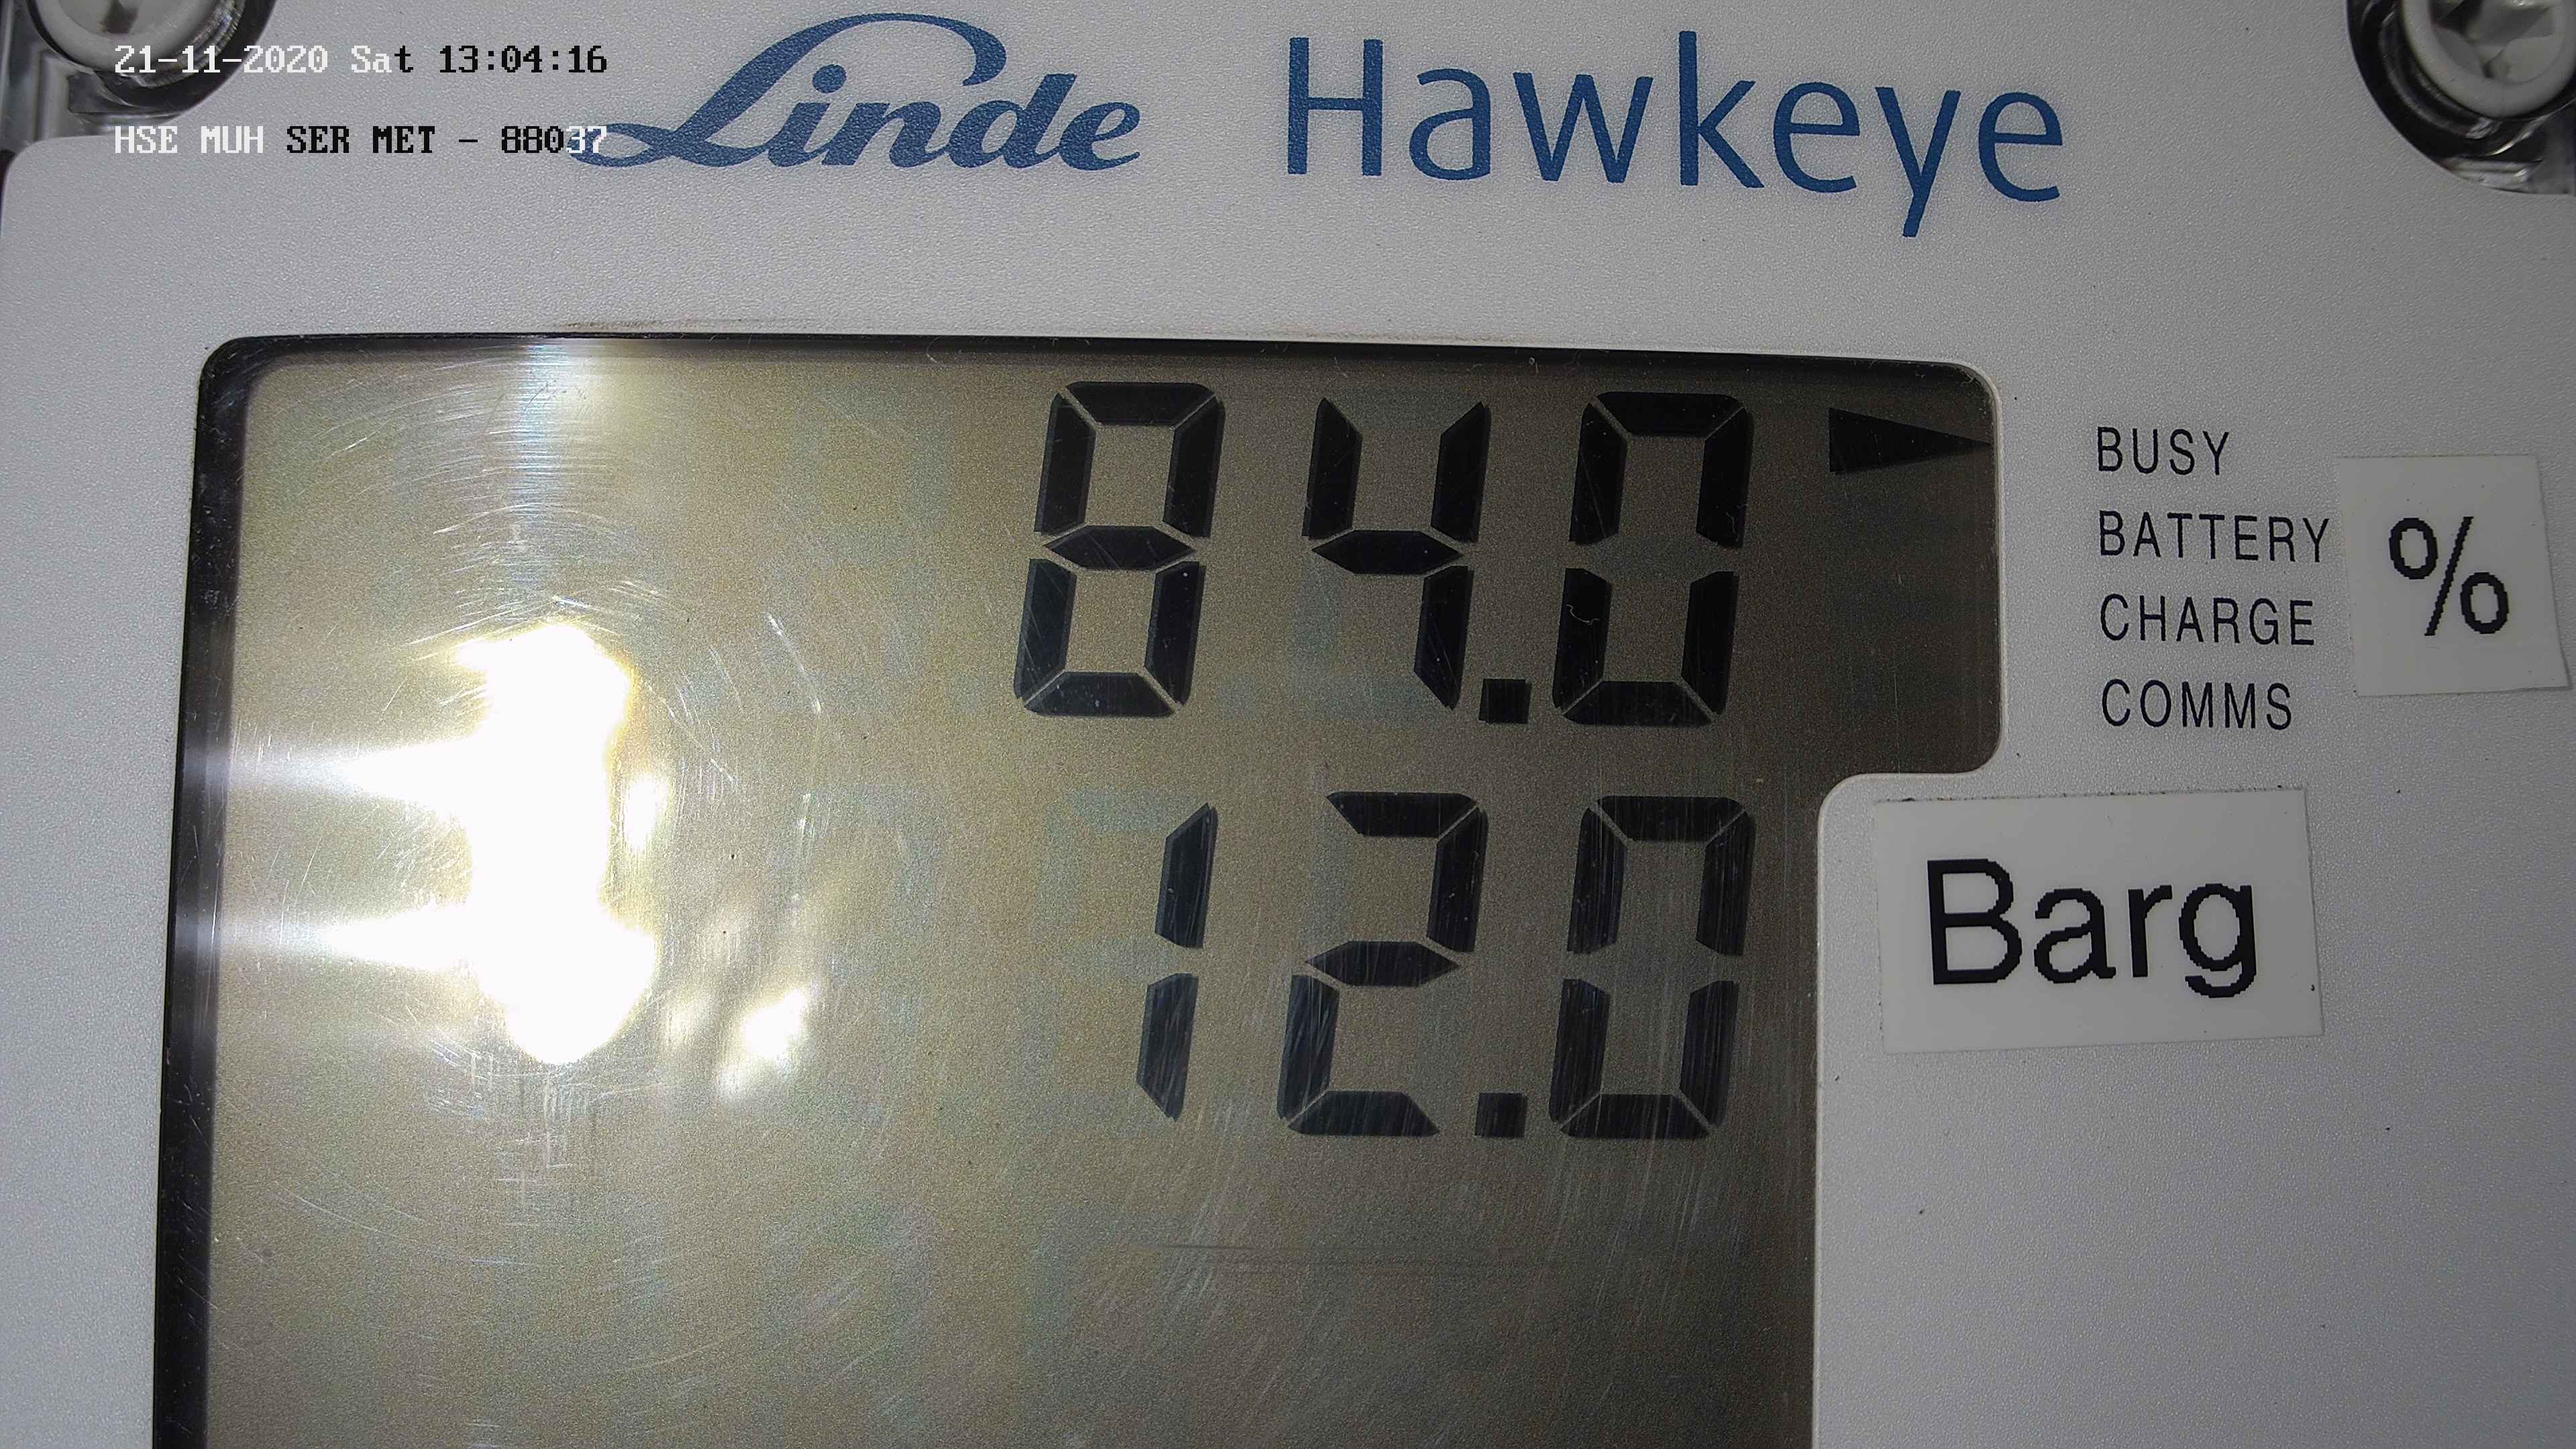 21-11-2020 Sat 13:04:16
HSE MUH SER MET - 88037
Linde Hawkeye
84.0
BUSY
BATTERY
CHARGE
COMMS
%
12.0
Barg